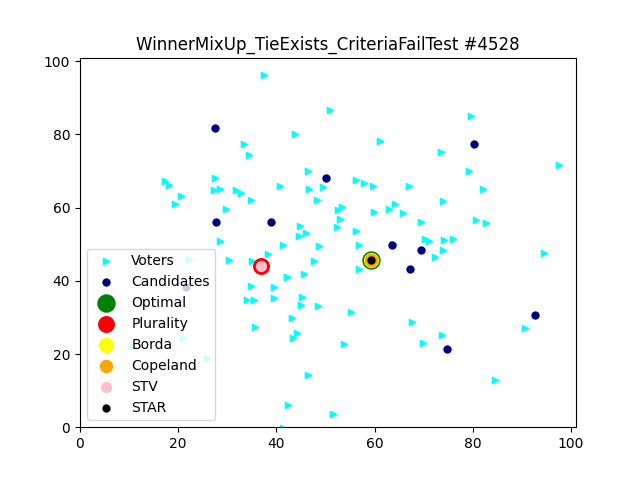 WinnerMixUp_TieExists_CriteriaFailTest #4528
100
80
60
40
20
0
Voters
Candidates
Optimal
Plurality
Borda
Copeland
STV
STAR
0 20 40 60 80 100